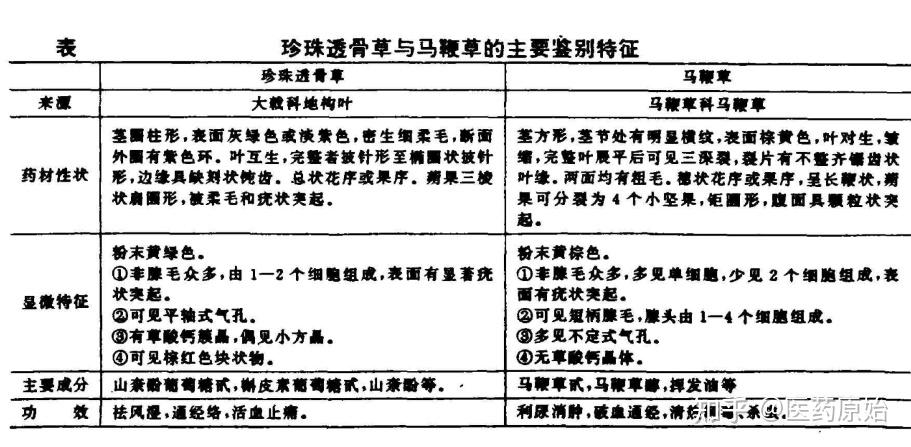 表 珍珠透骨草与马鞭草的主要鉴别特征
珍珠透骨草 马鞭草
来源 大戟科地构叶 马鞭草科马鞭草
药材性状
茎圆柱形，表面灰绿色或淡紫色，密生细柔毛，断面
外圈有紫色环。叶互生，完整者披针形至椭圆状披针
形，边缘具缺刻状钝齿。总状花序或果序。蒴果三棱
状扁圆形，被柔毛和疣状突起。
茎方形，茎节处有明显横纹，表面棕黄色，叶对生，皱
缩，完整叶展平后可见三深裂，裂片有不整齐锯齿状
叶缘。两面均有粗毛。穗状花序或果序，呈长鞭状，蒴
果可分裂为4个小坚果，钜圆形，腹面具颗粒状突
起。
显微特征
粉末黄绿色。
①非腺毛众多，由1—2个细胞组成，表面有显著疣
状突起。
②可见平轴式气孔。
③有草酸钙簇晶，偶见小方晶。
④可见棕红色块状物。
粉末黄棕色。
①非腺毛众多，多见单细胞，少见2个细胞组成，表
面有疣状突起。
②可见短柄腺毛，腺头由1—4个细胞组成。
③多见不定式气孔。
④无草酸钙晶体。
主要成分 山柰酚葡萄糖甙，槲皮素葡萄糖甙，山柰酚等。 马鞭草甙，马鞭草醇，挥发油等
功效 祛风湿，通经络，活血止痛。 利尿消肿，破血通经，清
知乎 @医药原始